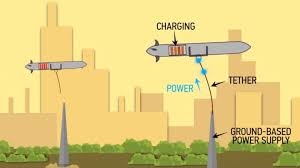 CHARGING
POWER
TETHER
GROUND-BASED
POWER SUPPLY